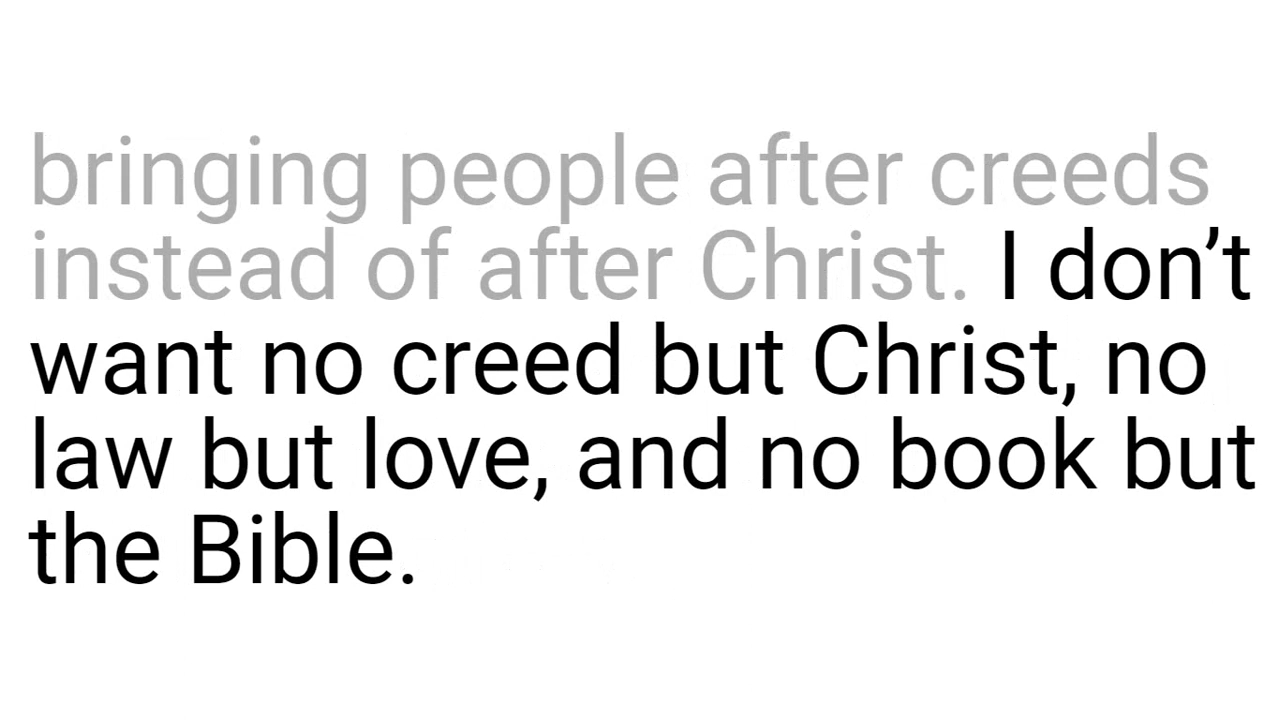 bringing people after creeds
instead of after Christ. I don’t
want no creed but Christ, no
law but love, and no book but
the Bible.